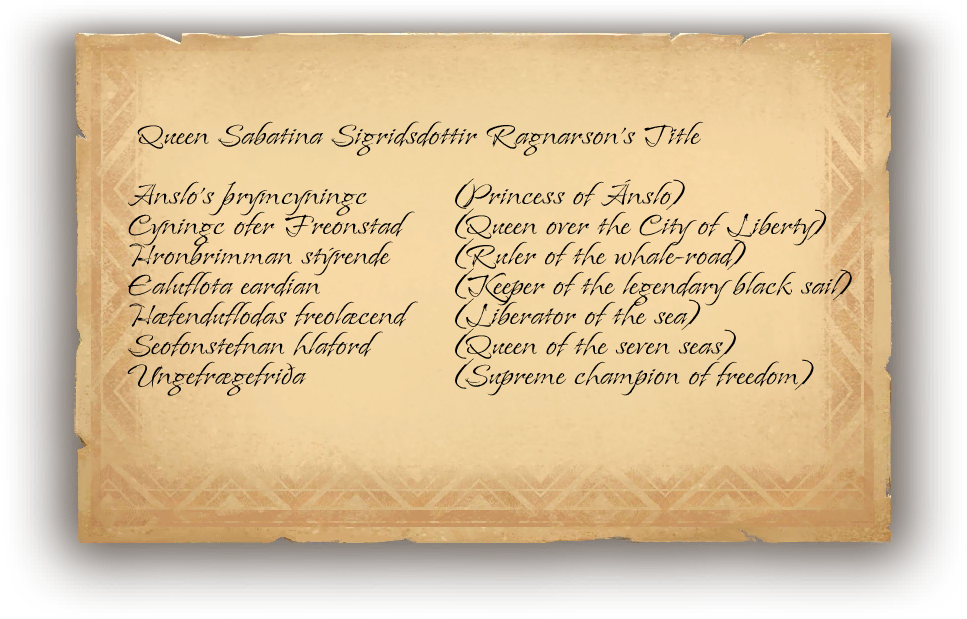 Queen Sabatina Sigridsdottir Ragnarson's Title
Anslo's þrymcyningc (Princess of Ánslo)
Cyningc ofer Freonstad (Queen over the City of Liberty)
Hronbrimman stýrende (Ruler of the whale-road)
Ealuflota eardian (Keeper of the legendary black sail)
Hæfenduflodas freolæcend (Liberator of the sea)
Seofonstefnan hlaford (Queen of the seven seas)
Ungefrægefriða (Supreme champion of freedom)